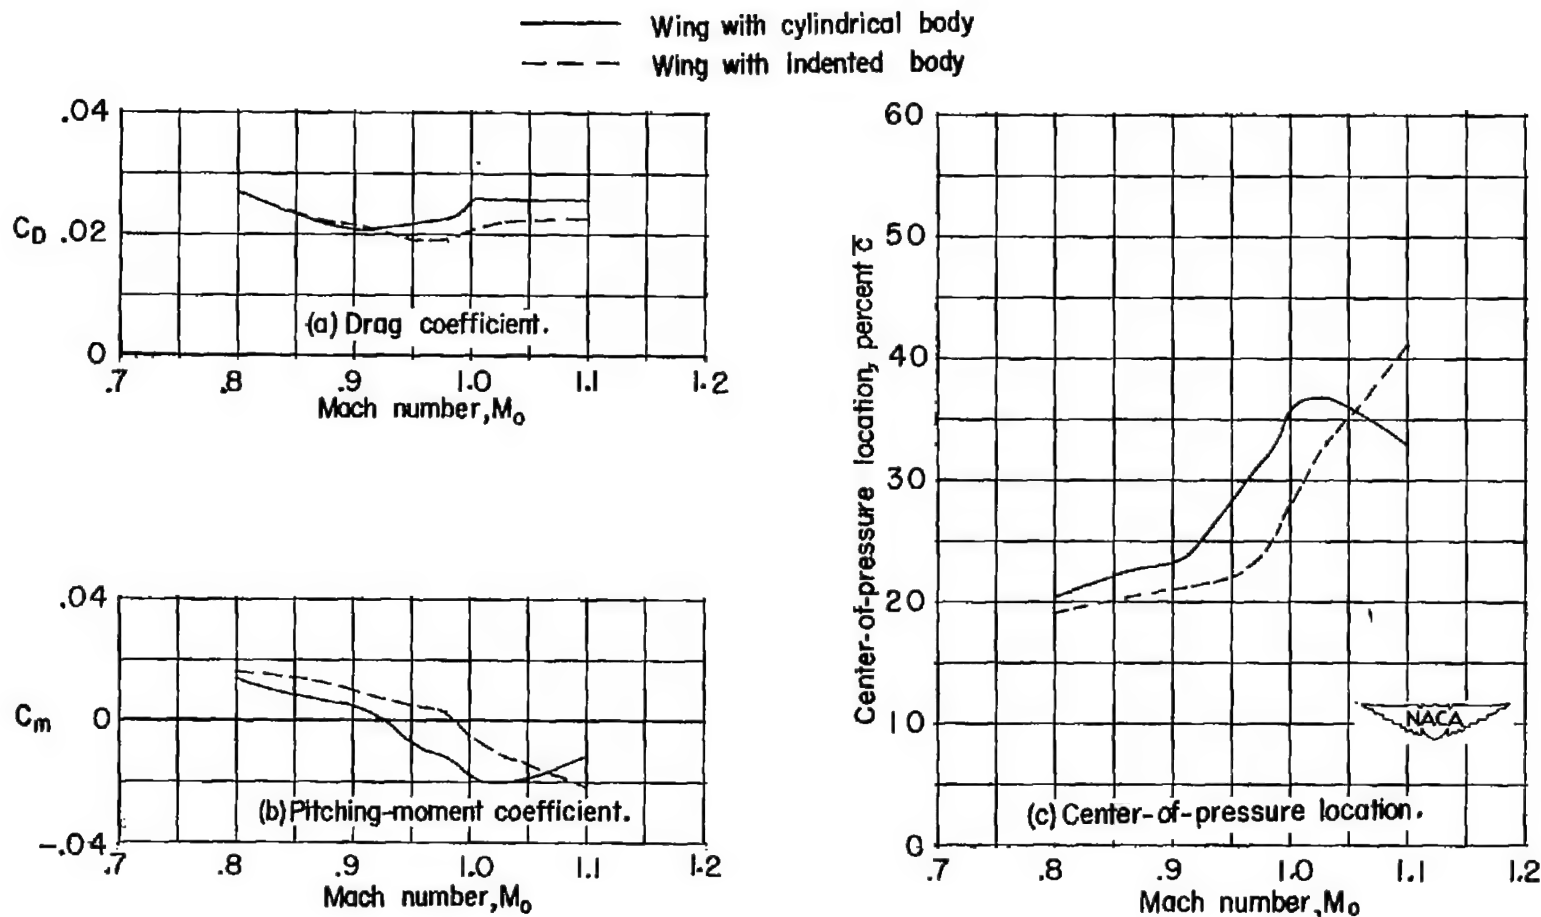 Wing with cylindrical body
Wing with indented body
.04
C_D .02
0
.7 .8 .9 1.0 1.1 1.2
Mach number, M₀
(a) Drag coefficient.
.04
C_m 0
-.04
.7 .8 .9 1.0 1.1 1.2
Mach number, M₀
(b) Pitching-moment coefficient.
Center-of-pressure location, percent c̄
60
50
40
30
20
10
0
.7 .8 .9 1.0 1.1 1.2
Mach number, M₀
(c) Center-of-pressure location.
NACA